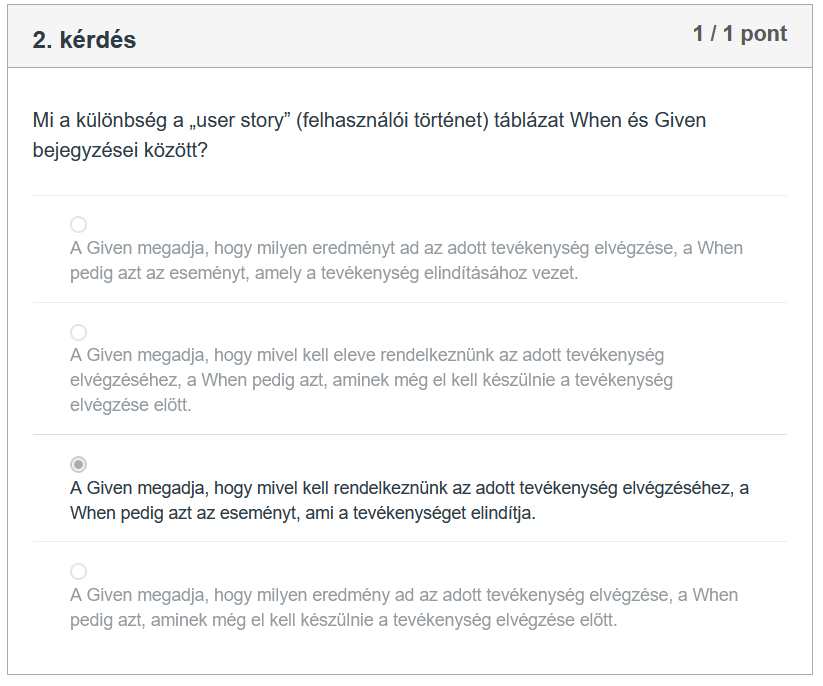 2. kérdés
1 / 1 pont
Mi a különbség a „user story” (felhasználói történet) táblázat When és Given
bejegyzései között?
A Given megadja, hogy milyen eredményt ad az adott tevékenység elvégzése, a When
pedig azt az eseményt, amely a tevékenység elindításához vezet.
A Given megadja, hogy mivel kell eleve rendelkeznünk az adott tevékenység
elvégzéséhez, a When pedig azt, aminek még el kell készülnie a tevékenység
elvégzése előtt.
A Given megadja, hogy mivel kell rendelkeznünk az adott tevékenység elvégzéséhez, a
When pedig azt az eseményt, ami a tevékenységet elindítja.
A Given megadja, hogy milyen eredmény ad az adott tevékenység elvégzése, a When
pedig azt, aminek még el kell készülnie a tevékenység elvégzése előtt.